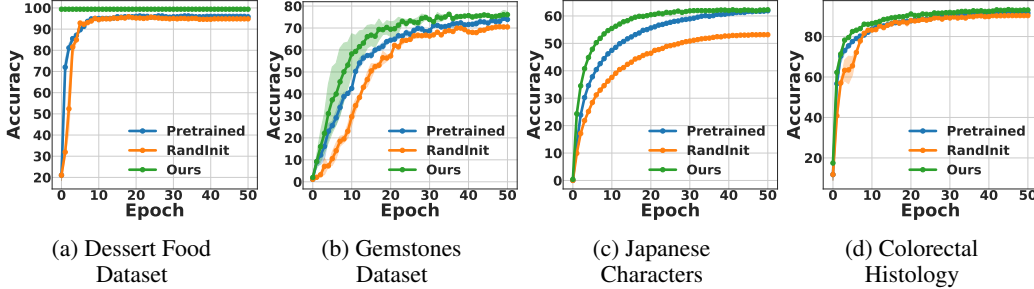 100
90
80
70
60
50
40
30
20
Accuracy
0 10 20 30 40 50
Epoch
Pretrained
RandInit
Ours
(a) Dessert Food
Dataset
80
70
60
50
40
30
20
10
0
Accuracy
0 10 20 30 40 50
Epoch
Pretrained
RandInit
Ours
(b) Gemstones
Dataset
60
50
40
30
20
10
0
Accuracy
0 10 20 30 40 50
Epoch
Pretrained
RandInit
Ours
(c) Japanese
Characters
80
60
40
20
Accuracy
0 10 20 30 40 50
Epoch
Pretrained
RandInit
Ours
(d) Colorectal
Histology